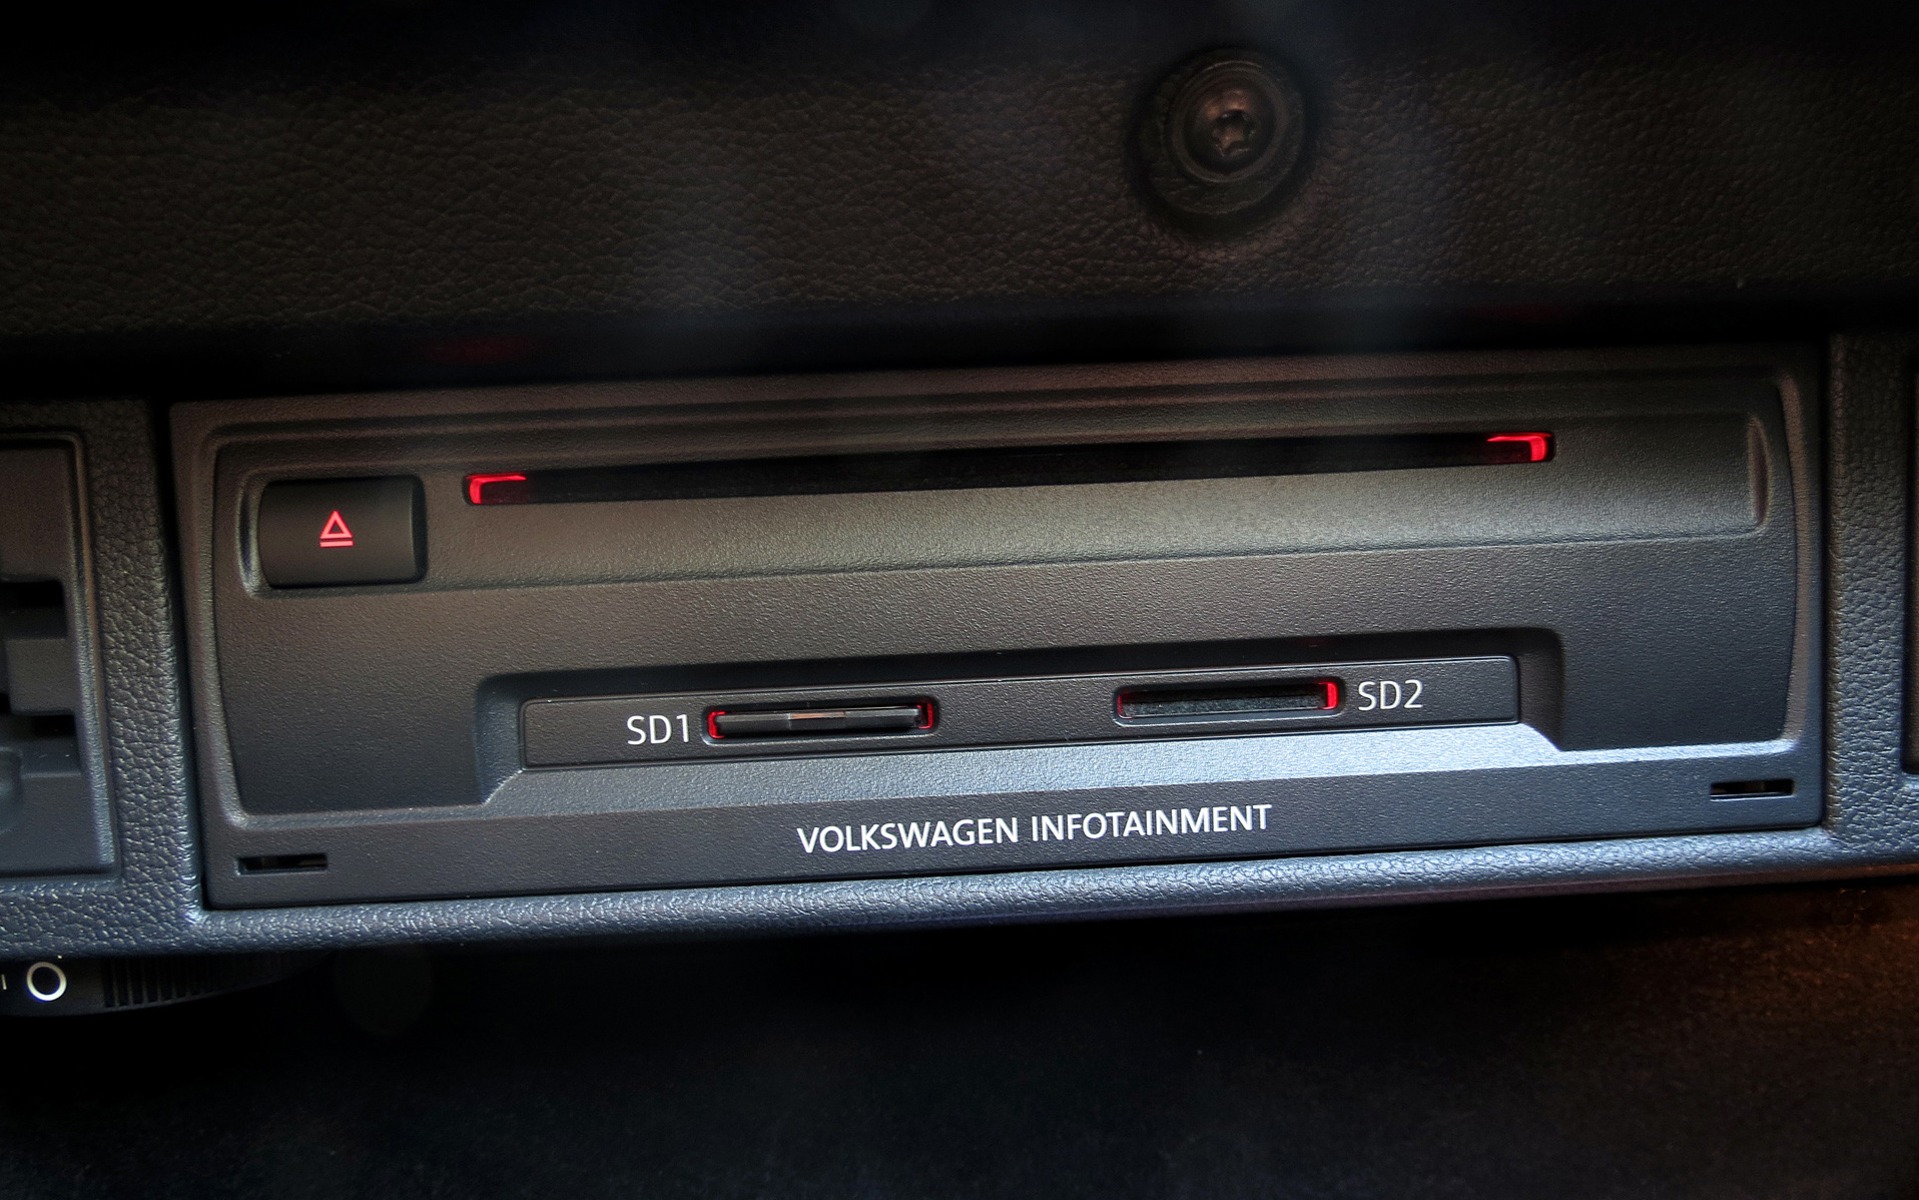 SD1
SD2
VOLKSWAGEN INFOTAINMENT